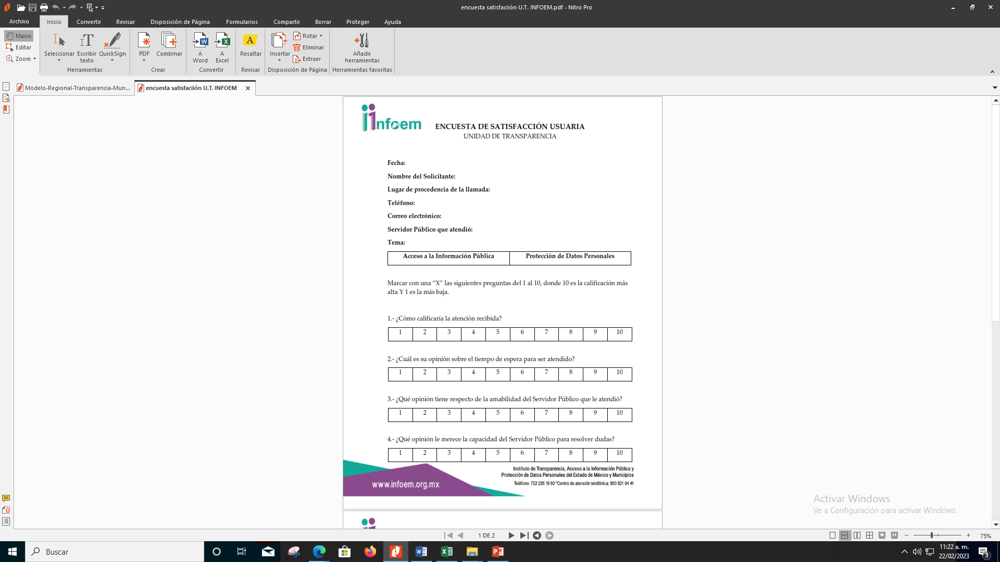 encuesta satisfaciión U.T. INFOEM.pdf - Nitro Pro
Archivo
Inicio
Convertir
Revisar
Disposición de Página
Formularios
Compartir
Borrar
Proteger
Ayuda
Mano
Editar
Zoom
Seleccionar
Escribir texto
QuickSign
Herramientas
PDF
Combinar
Crear
A Word
A Excel
Convertir
Resaltar
Revisar
Insertar
Rotar
Eliminar
Extraer
Disposición de Página
Añadir herramientas
Herramientas favoritas
Modelo-Regional-Transparencia-Mun...
encuesta satisfaciión U.T. INFOEM
infoem
ENCUESTA DE SATISFACCIÓN USUARIA
UNIDAD DE TRANSPARENCIA
Fecha:
Nombre del Solicitante:
Lugar de procedencia de la llamada:
Teléfono:
Correo electrónico:
Servidor Público que atendió:
Tema:
Acceso a la Información Pública
Protección de Datos Personales
Marcar con una “X” las siguientes preguntas del 1 al 10, donde 10 es la calificación más
alta Y 1 es la más baja.
1.- ¿Cómo calificaría la atención recibida?
1 2 3 4 5 6 7 8 9 10
2.- ¿Cuál es su opinión sobre el tiempo de espera para ser atendido?
1 2 3 4 5 6 7 8 9 10
3.- ¿Qué opinión tiene respecto de la amabilidad del Servidor Público que le atendió?
1 2 3 4 5 6 7 8 9 10
4.- ¿Qué opinión le merece la capacidad del Servidor Público para resolver dudas?
1 2 3 4 5 6 7 8 9 10
Instituto de Transparencia, Acceso a la Información Pública y
Protección de Datos Personales del Estado de México y Municipios
Teléfono: 722 226 19 80 *Centro de atención telefónica: 800 821 04 41
www.infoem.org.mx
Activar Windows
Ve a Configuración para activar Windows.
1 DE 2
75%
Buscar
11:22 a. m.
22/02/2023
3